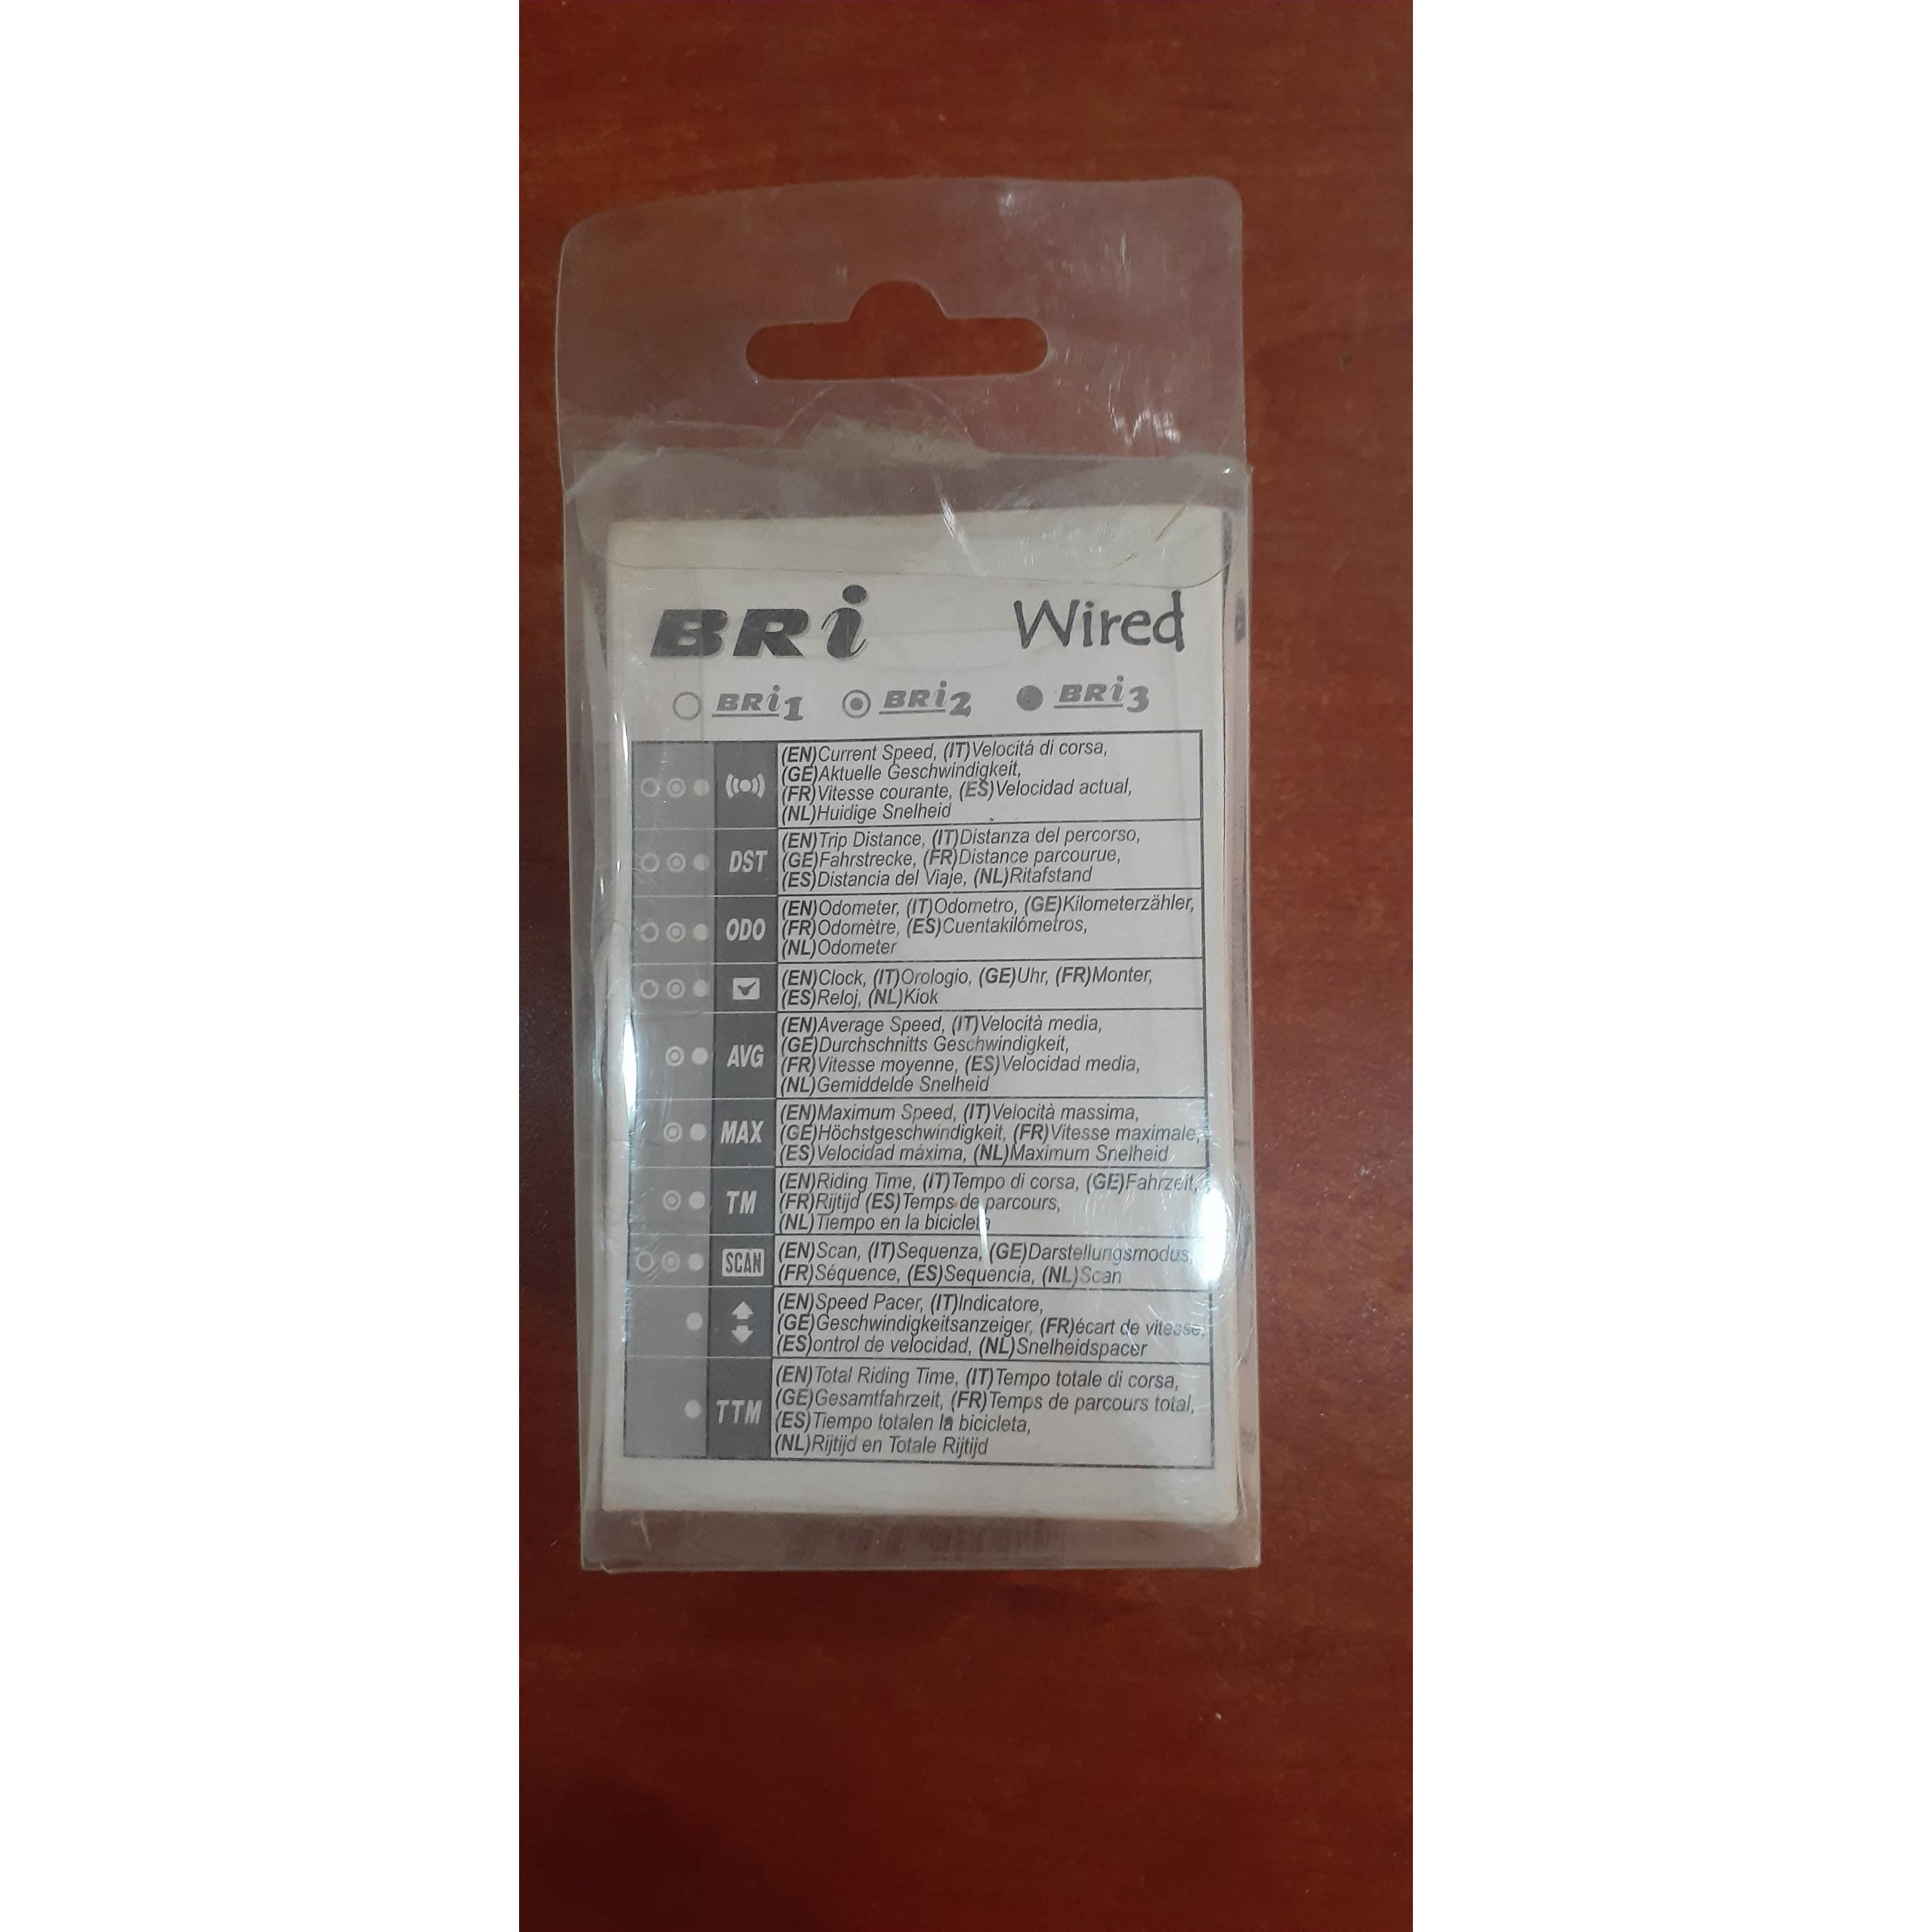 BRi Wired
BRi1 BRi2 BRi3
(EN)Current Speed, (IT)Velocitá di corsa,
(GE)Aktuelle Geschwindigkeit,
(FR)Vitesse courante, (ES)Velocidad actual,
(NL)Huidige Snelheid
DST
(EN)Trip Distance, (IT)Distanza del percorso,
(GE)Fahrstrecke, (FR)Distance parcourue,
(ES)Distancia del Viaje, (NL)Ritafstand
ODO
(EN)Odometer, (IT)Odometro, (GE)Kilometerzähler,
(FR)Odomètre, (ES)Cuentakilómetros,
(NL)Odometer
(EN)Clock, (IT)Orologio, (GE)Uhr, (FR)Monter,
(ES)Reloj, (NL)Kiok
AVG
(EN)Average Speed, (IT)Velocità media,
(GE)Durchschnitts Geschwindigkeit,
(FR)Vitesse moyenne, (ES)Velocidad media,
(NL)Gemiddelde Snelheid
MAX
(EN)Maximum Speed, (IT)Velocità massima,
(GE)Höchstgeschwindigkeit, (FR)Vitesse maximale,
(ES)Velocidad máxima, (NL)Maximum Snelheid
TM
(EN)Riding Time, (IT)Tempo di corsa, (GE)Fahrzeit,
(FR)Rijtijd (ES)Temps de parcours,
(NL)Tiempo en la bicicleta
SCAN
(EN)Scan, (IT)Sequenza, (GE)Darstellungsmodus,
(FR)Séquence, (ES)Sequencia, (NL)Scan
(EN)Speed Pacer, (IT)Indicatore,
(GE)Geschwindigkeitsanzeiger, (FR)écart de vitesse,
(ES)ontrol de velocidad, (NL)Snelheidspacer
TTM
(EN)Total Riding Time, (IT)Tempo totale di corsa,
(GE)Gesamtfahrzeit, (FR)Temps de parcours total,
(ES)Tiempo totalen la bicicleta,
(NL)Rijtijd en Totale Rijtijd